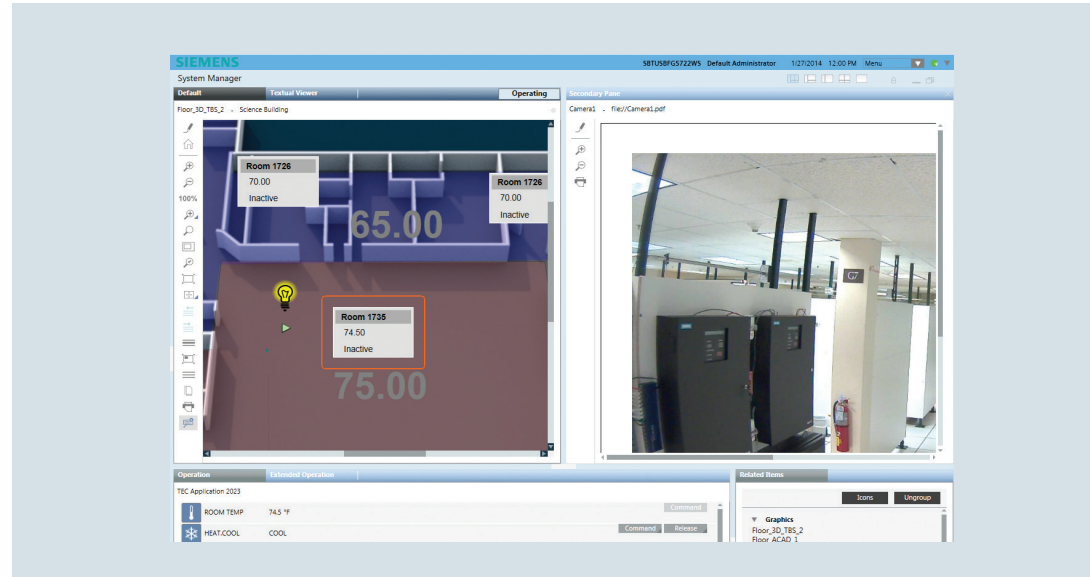 SIEMENS
SBTUSBFG5722WS Default Administrator 1/27/2014 12:00 PM Menu
System Manager
Default Textual Viewer Operating
Floor_3D_TBS_2 - Science Building
100%
Room 1726
70.00
Inactive
Room 1726
70.00
Inactive
65.00
Room 1735
74.50
Inactive
75.00
Secondary Pane
Camera1 - file://Camera1.pdf
G7
Operation Extended Operation
TEC Application 2023
ROOM TEMP 74.5 °F Command
HEAT.COOL COOL Command Release
Related Items
Icons Ungroup
Graphics
Floor_3D_TBS_2
Floor ACAD 1